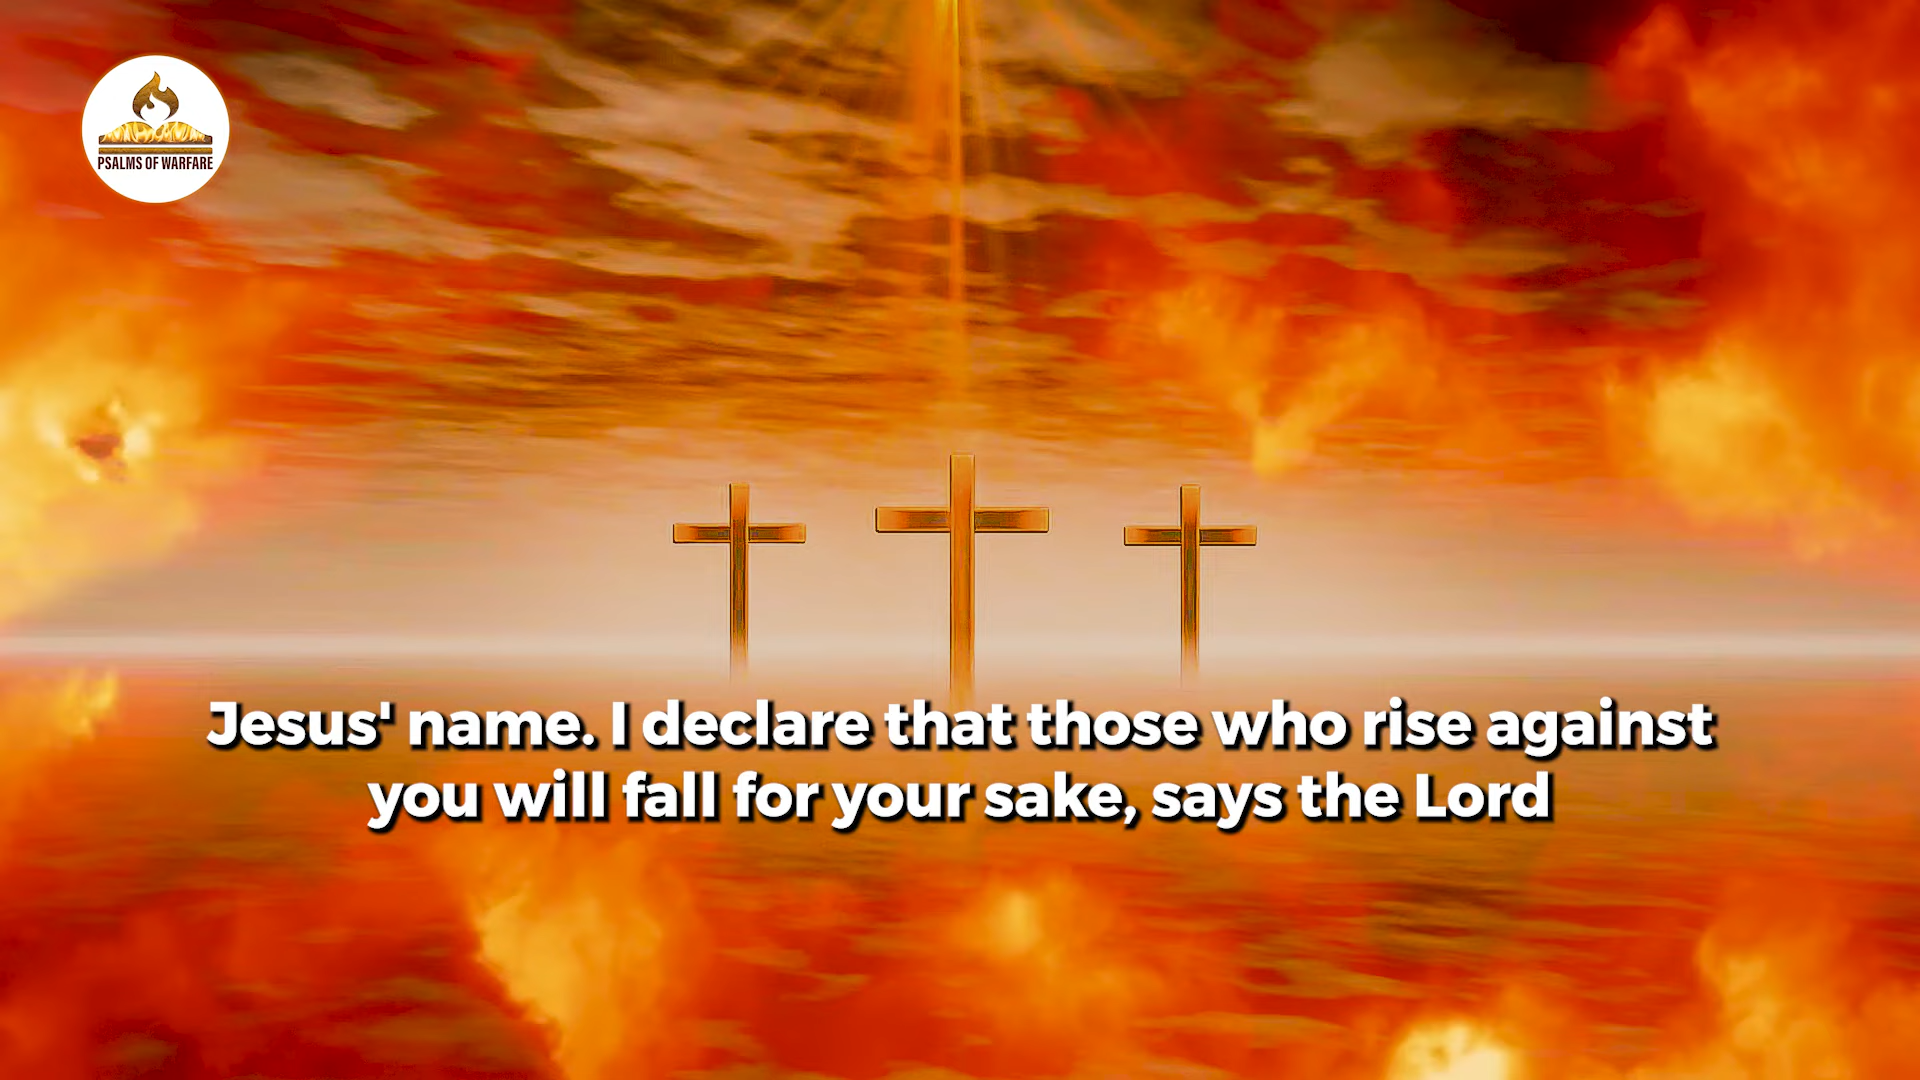 PSALMS OF WARFARE
Jesus' name. I declare that those who rise against
you will fall for your sake, says the Lord